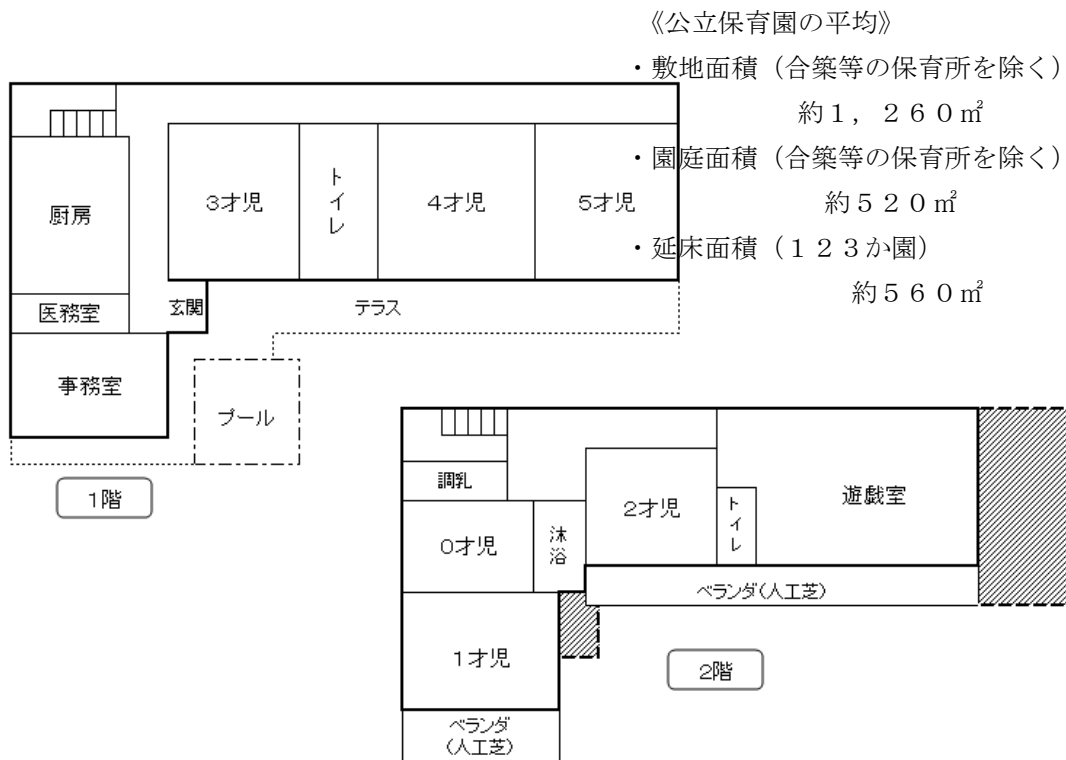 《公立保育園の平均》
・敷地面積（合築等の保育所を除く）
約１，２６０㎡
・園庭面積（合築等の保育所を除く）
約５２０㎡
・延床面積（１２３か園）
約５６０㎡
厨房
3才児
トイレ
4才児
5才児
医務室
玄関
テラス
事務室
プール
1階
調乳
0才児
沐浴
2才児
トイレ
遊戯室
ベランダ(人工芝)
1才児
2階
ベランダ
(人工芝)